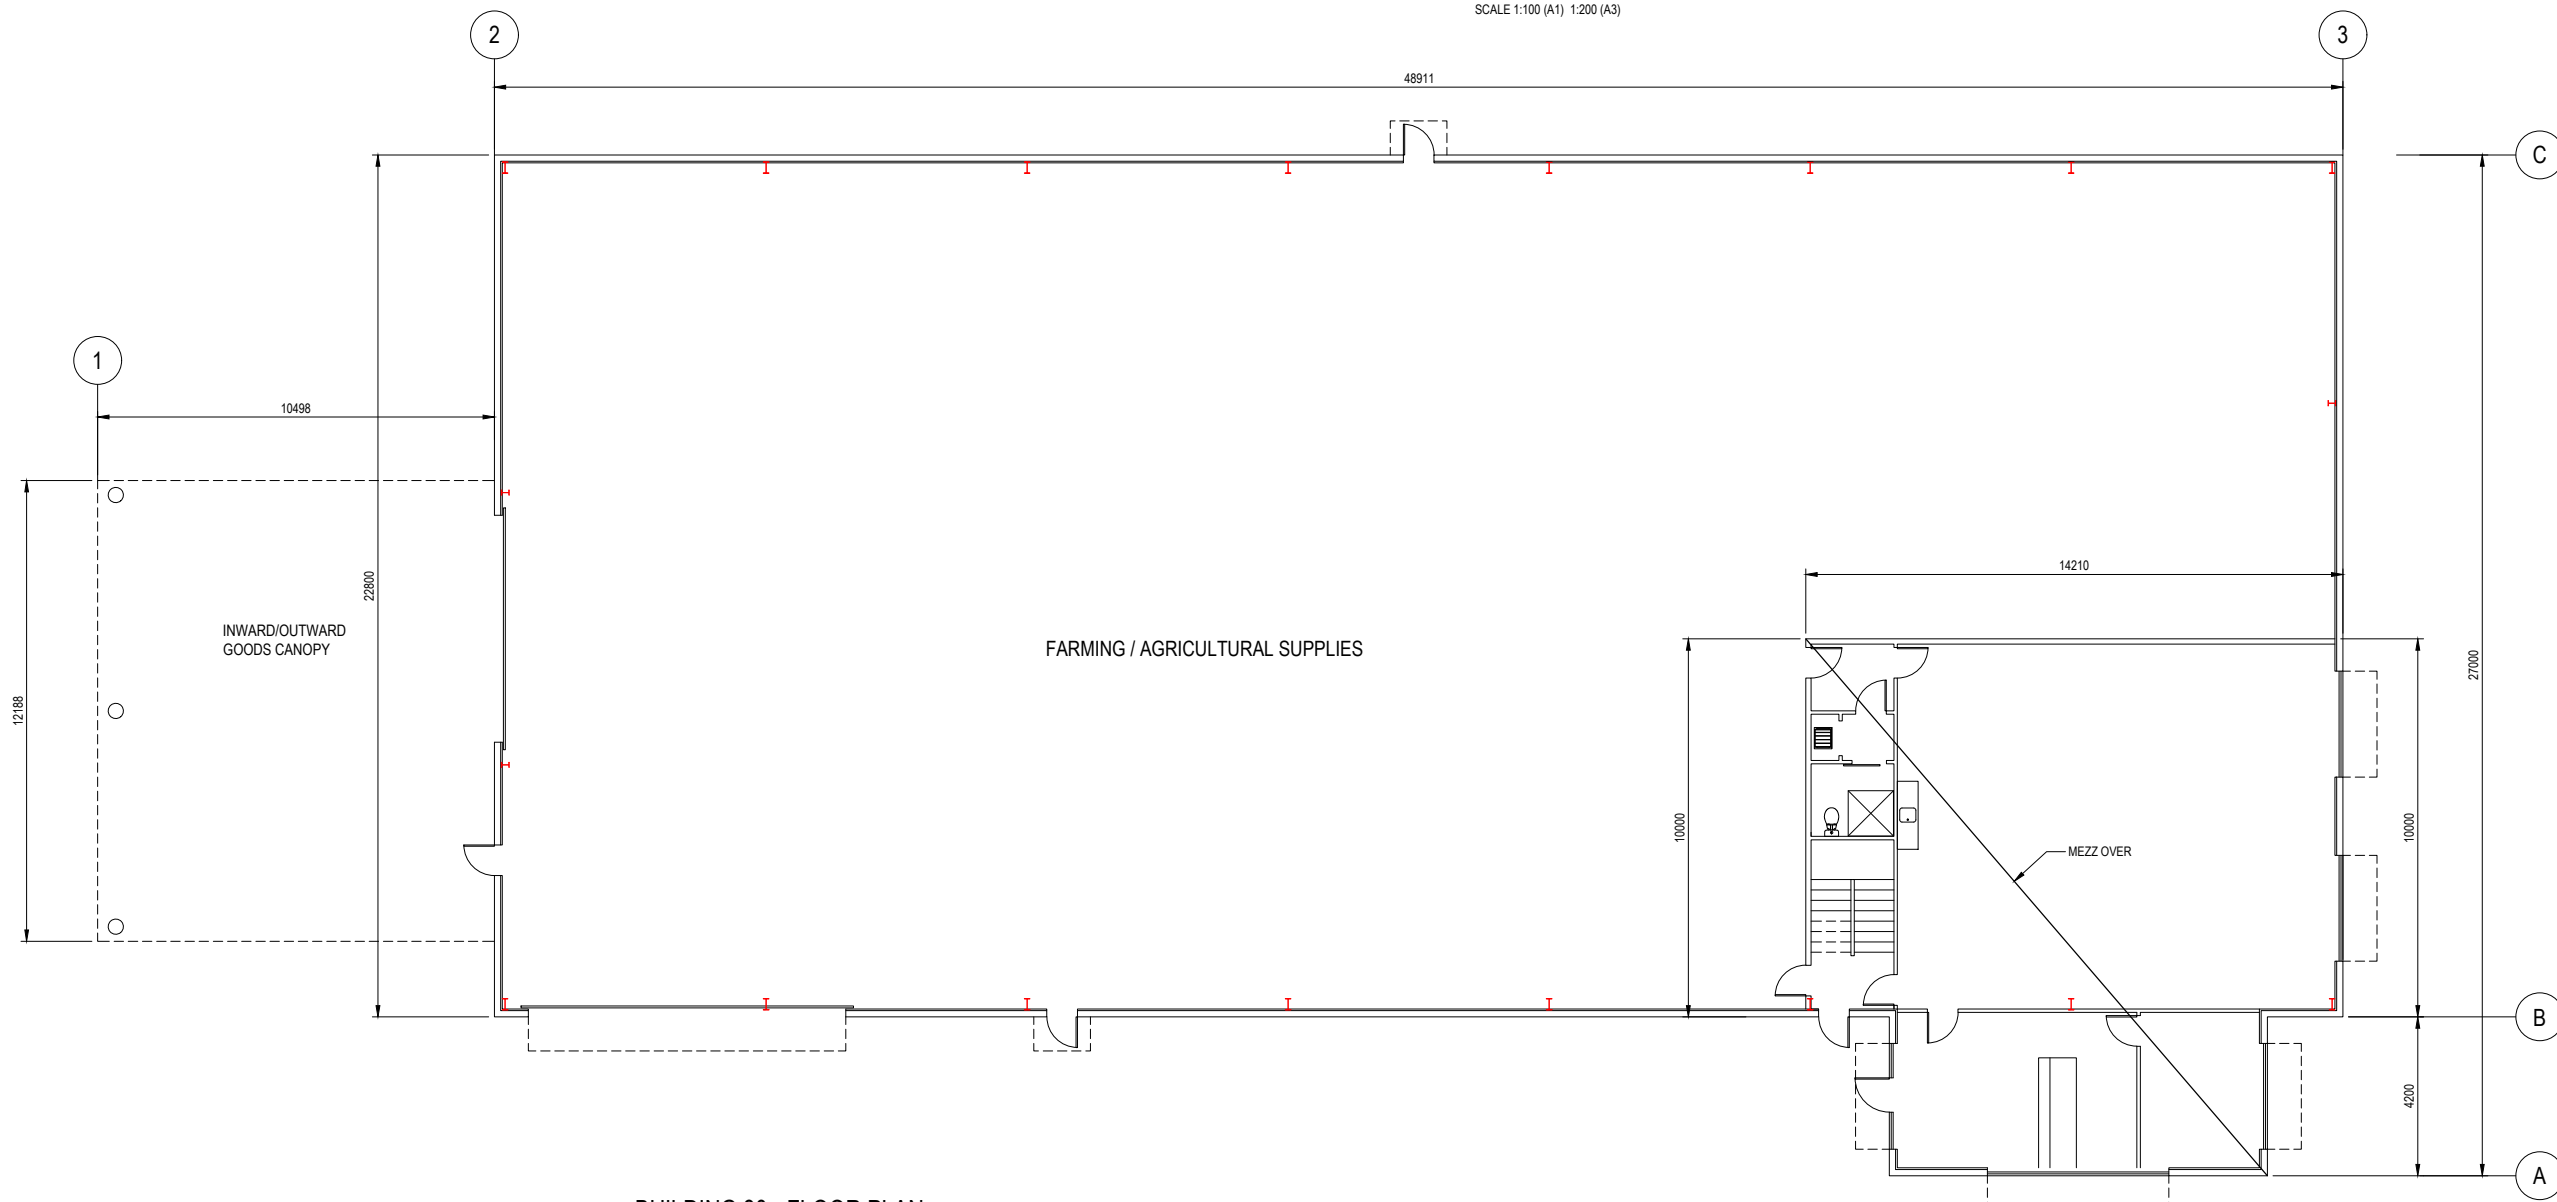 SCALE 1:100 (A1) 1:200 (A3)
2
3
48911
C
1
10498
22800
12188
INWARD/OUTWARD
GOODS CANOPY
FARMING / AGRICULTURAL SUPPLIES
14210
27000
10000
10000
MEZZ OVER
B
4200
A